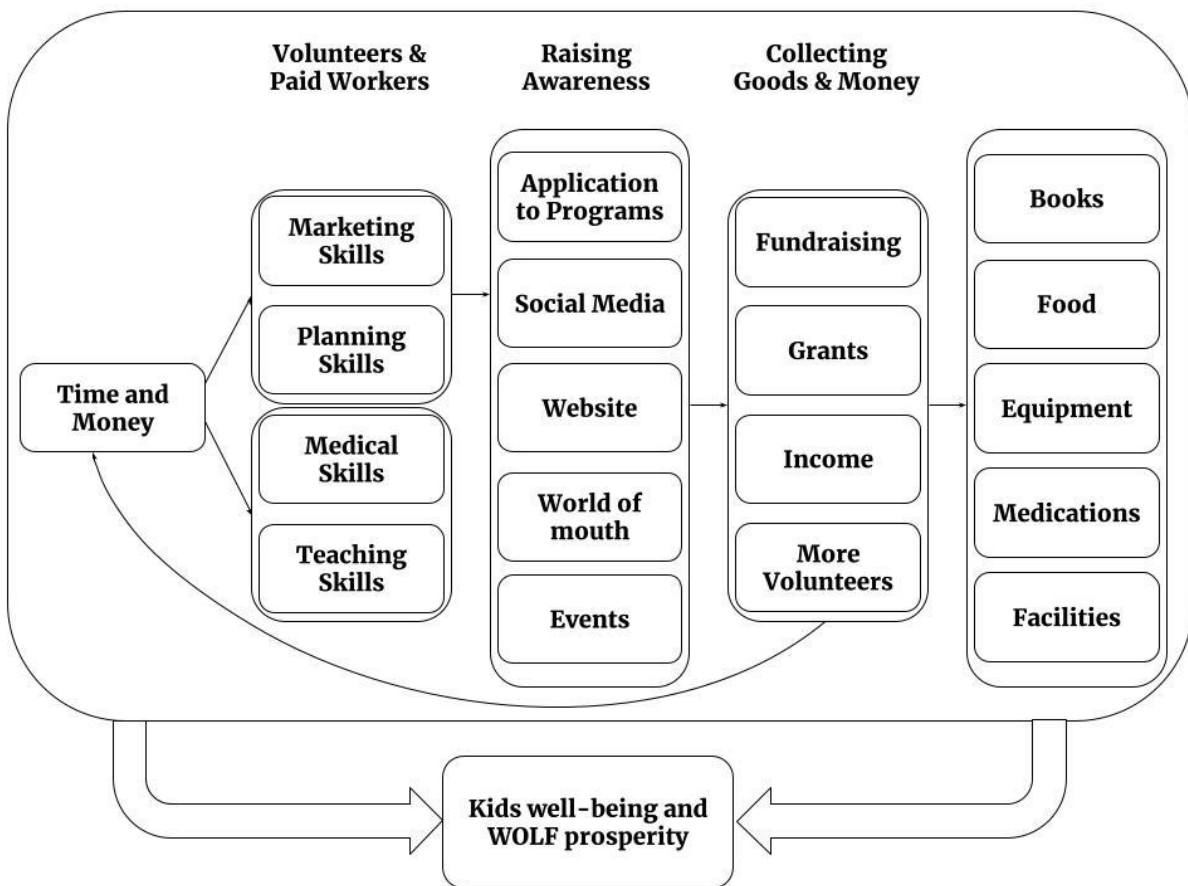 Volunteers &
Paid Workers
Raising
Awareness
Collecting
Goods & Money
Time and
Money
Marketing
Skills
Planning
Skills
Medical
Skills
Teaching
Skills
Application
to Programs
Social Media
Website
World of
mouth
Events
Fundraising
Grants
Income
More
Volunteers
Books
Food
Equipment
Medications
Facilities
Kids well-being and
WOLF prosperity